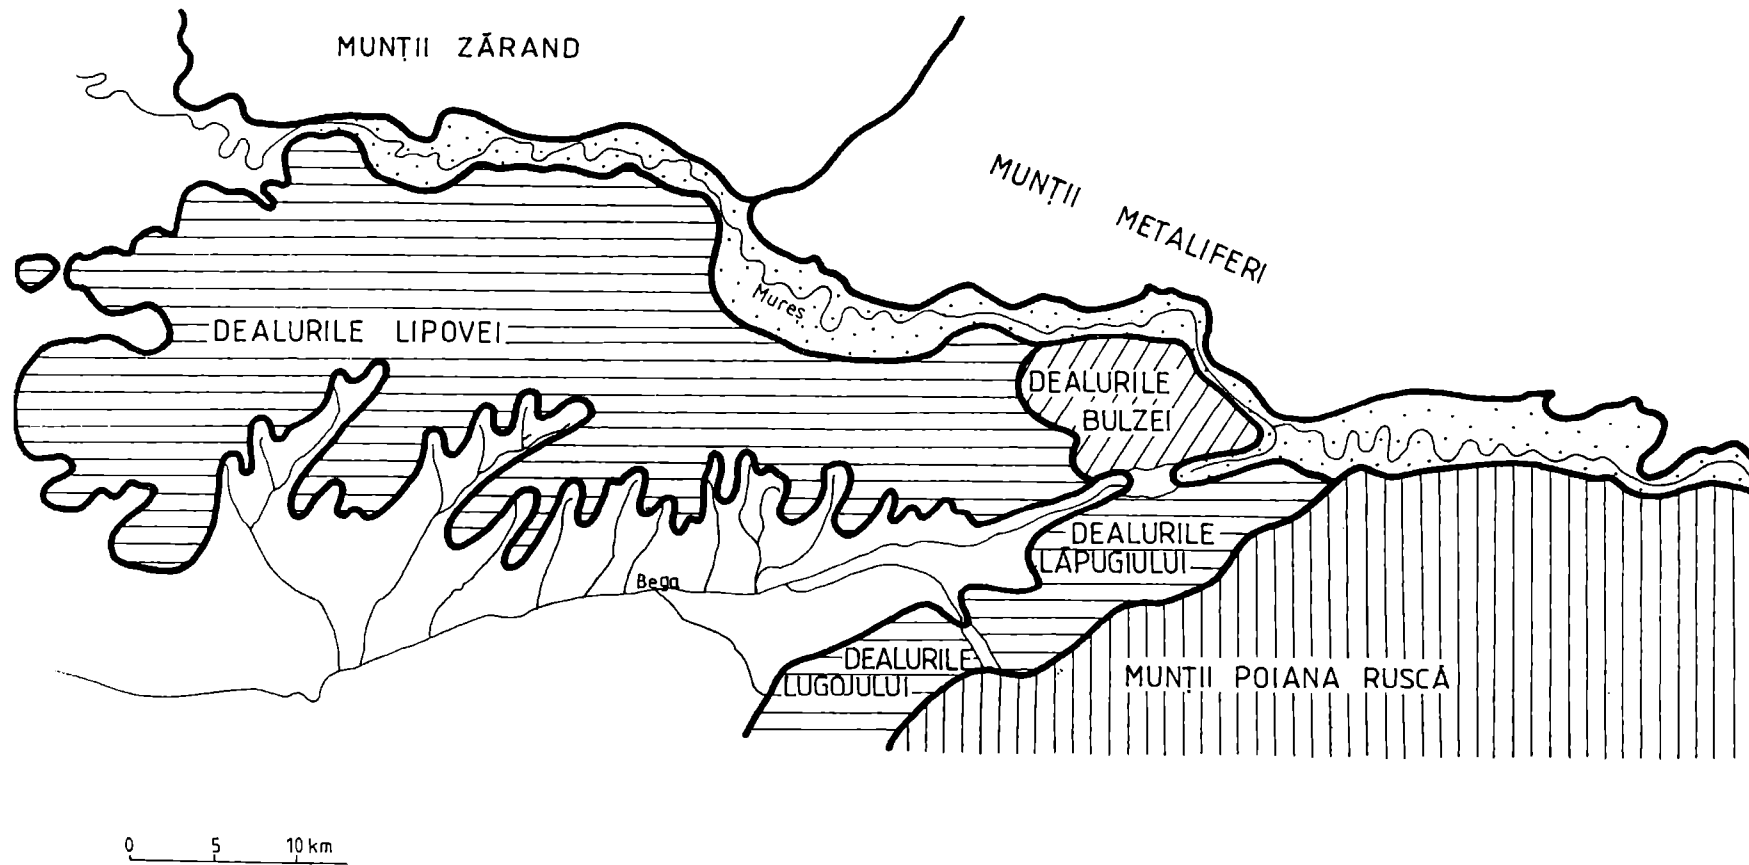 MUNȚII ZĂRAND
MUNȚII METALIFERI
Mureș
DEALURILE LIPOVEI
DEALURILE
BULZEI
DEALURILE
LĂPUGIULUI
Bega
DEALURILE
LUGOJULUI
MUNȚII POIANA RUSCĂ
0 5 10 km